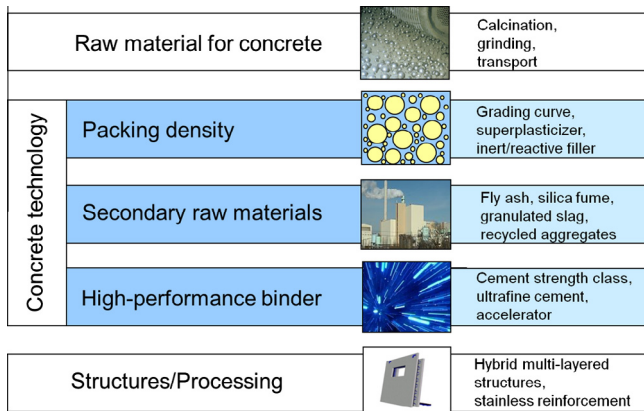 Raw material for concrete
Calcination,
grinding,
transport
Concrete technology
Packing density
Grading curve,
superplasticizer,
inert/reactive filler
Secondary raw materials
Fly ash, silica fume,
granulated slag,
recycled aggregates
High-performance binder
Cement strength class,
ultrafine cement,
accelerator
Structures/Processing
Hybrid multi-layered
structures,
stainless reinforcement